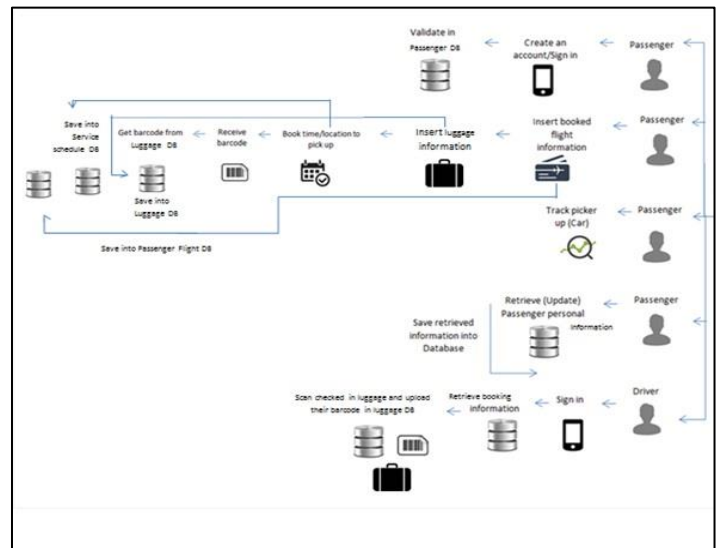 Validate in
Passenger DB
Create an
account/Sign in
Passenger
Save into
Service
schedule DB
Get barcode from
Luggage DB
Receive
barcode
Book time/location to
pick up
Insert luggage
information
Insert booked
flight
information
Passenger
Save into
Luggage DB
Save into Passenger Flight DB
Track picker
up (Car)
Passenger
Retrieve (Update)
Passenger personal
Information
Passenger
Save retrieved
information into
Database
Scan checked in luggage and upload
their barcode in luggage DB
Retrieve booking
information
Sign in
Driver